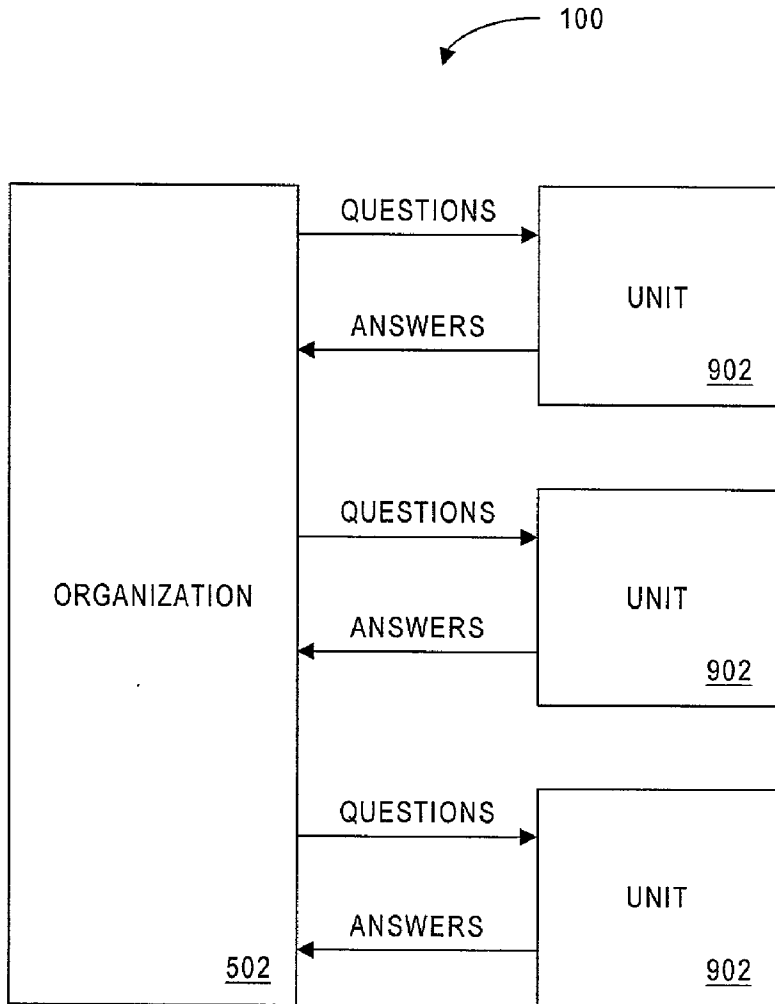 100
QUESTIONS
UNIT
ANSWERS
902
QUESTIONS
ORGANIZATION
UNIT
ANSWERS
902
QUESTIONS
UNIT
ANSWERS
502
902